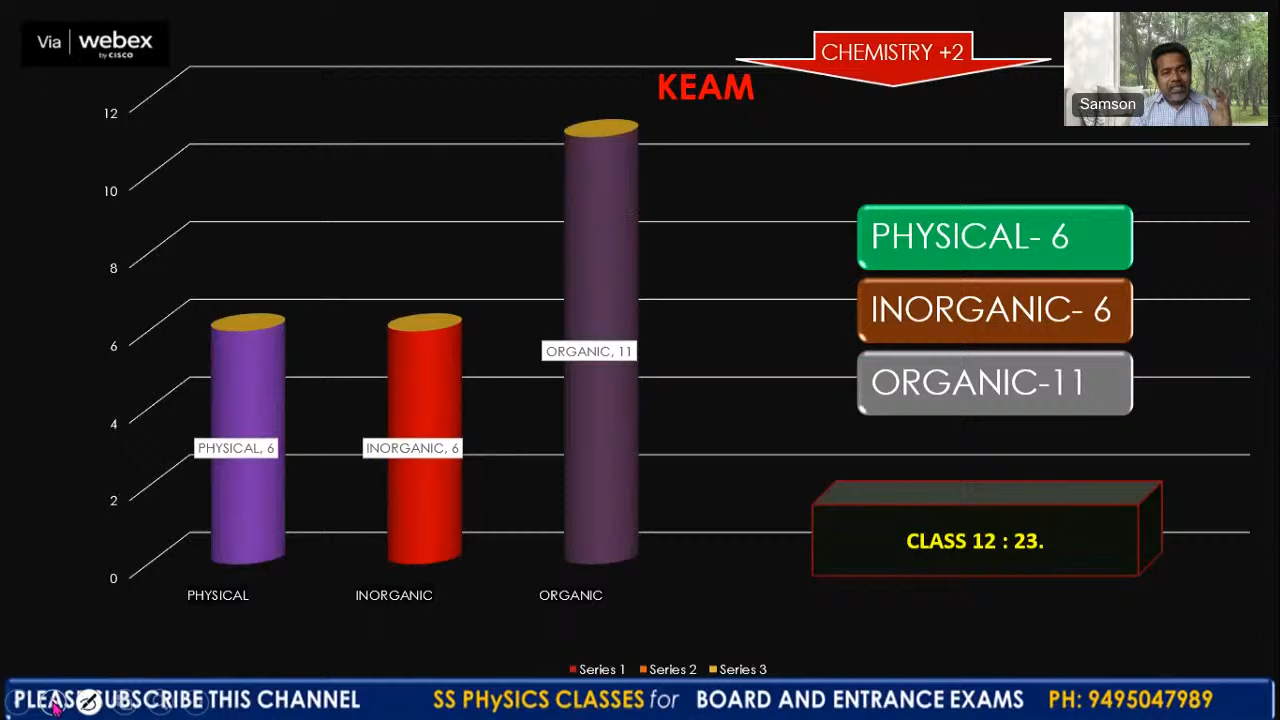 Via webex
by CISCO
CHEMISTRY +2
KEAM
Samson
12
10
8
6
4
2
0
PHYSICAL- 6
INORGANIC- 6
ORGANIC-11
ORGANIC, 11
PHYSICAL, 6
INORGANIC, 6
CLASS 12 : 23.
PHYSICAL
INORGANIC
ORGANIC
Series 1 Series 2 Series 3
PLEASE SUBSCRIBE THIS CHANNEL SS PHySICS CLASSES for BOARD AND ENTRANCE EXAMS PH: 9495047989